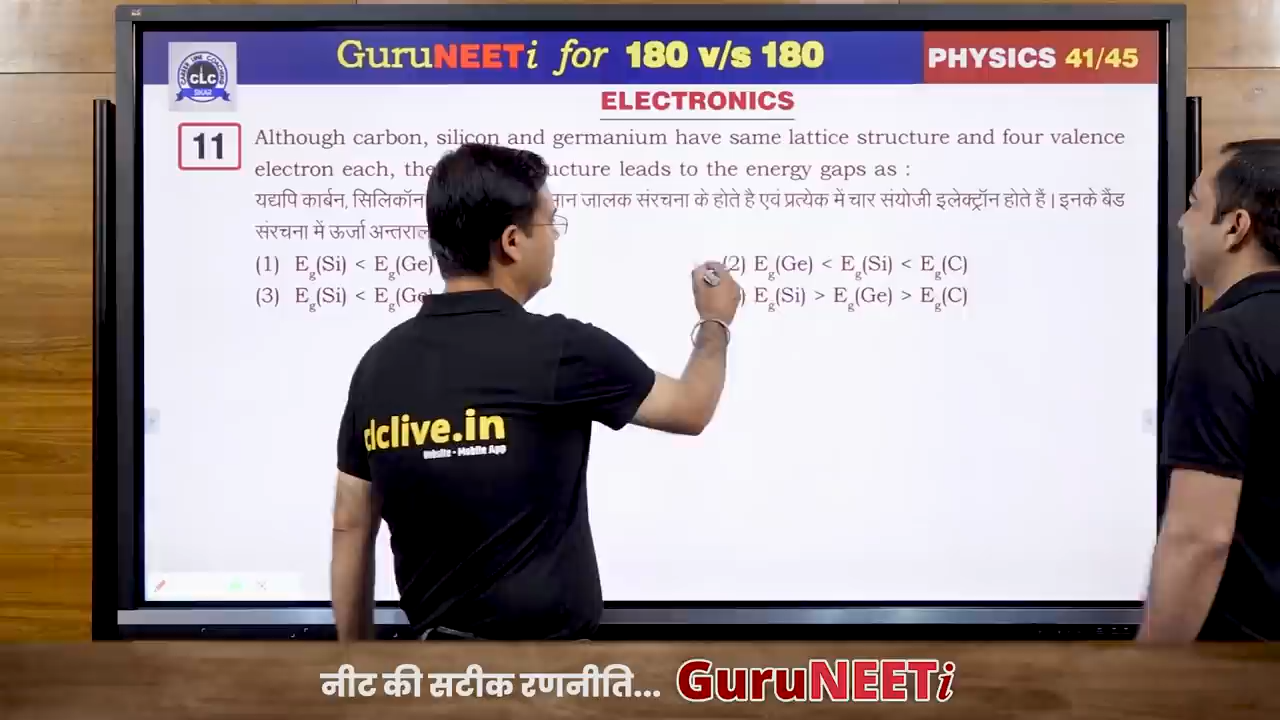 GuruNEETi for 180 v/s 180
PHYSICS 41/45
CLC
SIKAR
ELECTRONICS
11
Although carbon, silicon and germanium have same lattice structure and four valence
electron each, the ucture leads to the energy gaps as :
यद्यपि कार्बन, सिलिकॉन जालक संरचना के होते है एवं प्रत्येक में चार संयोजी इलेक्ट्रॉन होते हैं। इनके बैंड
संरचना में ऊर्जा अन्तराल
(1) Eg(Si) < Eg(Ge)
(2) Eg(Ge) < Eg(Si) < Eg(C)
(3) Eg(Si) < Eg(Ge
) Eg(Si) > Eg(Ge) > Eg(C)
clclive.in
Website - Mobile App
नीट की सटीक रणनीति... GuruNEETi